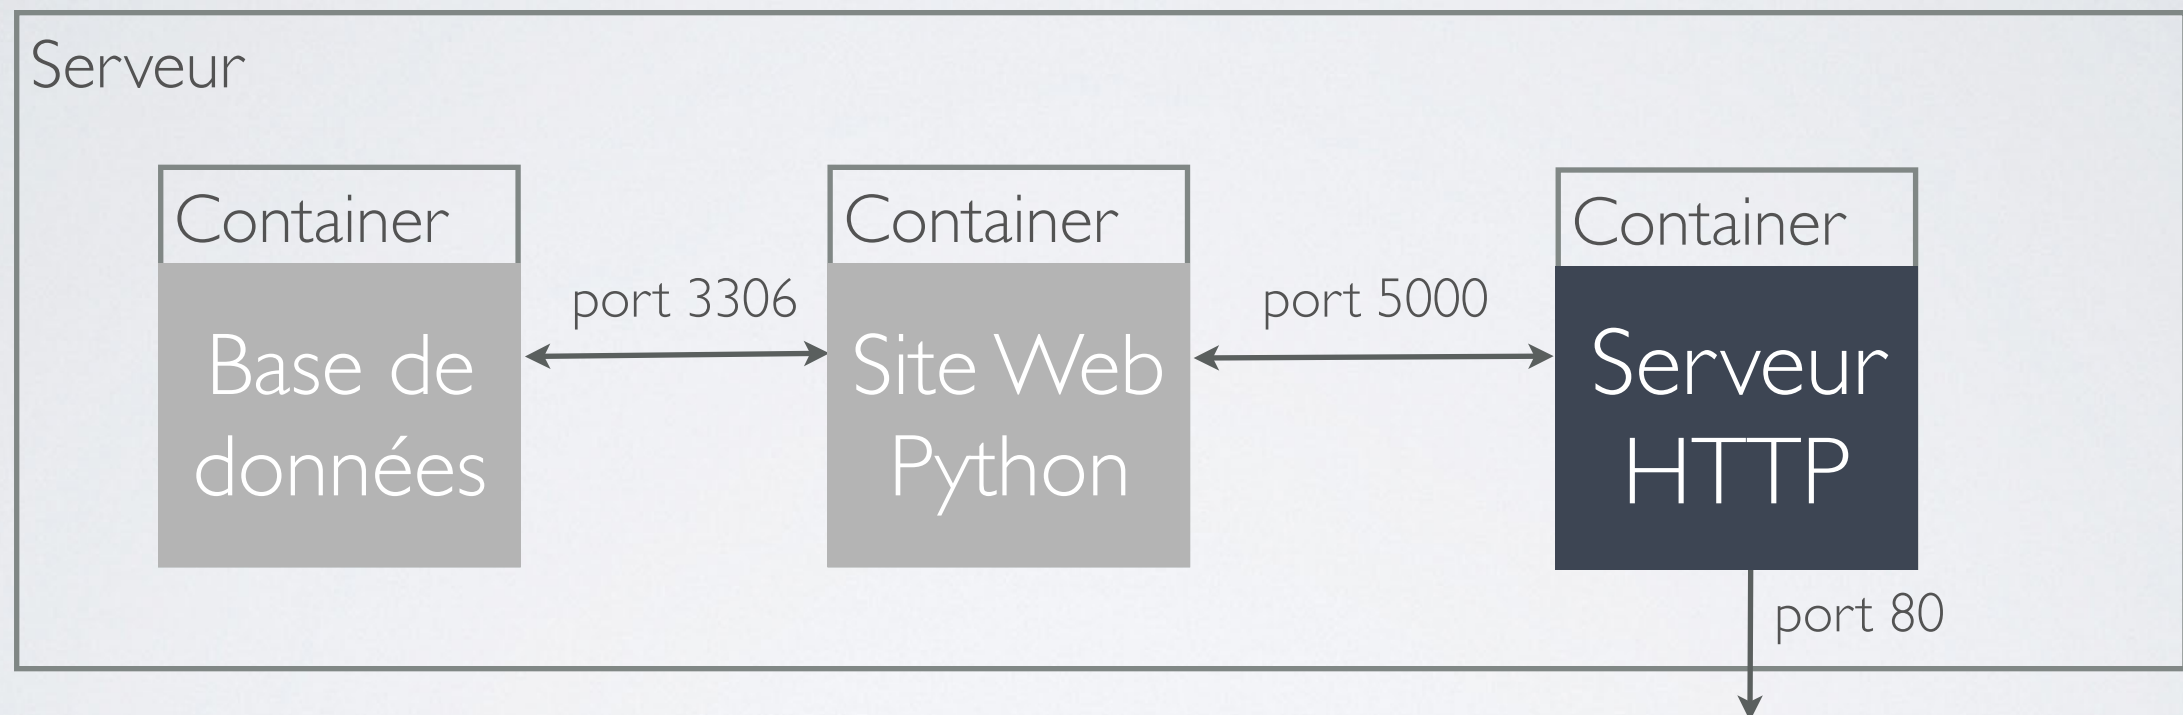 Serveur
Container
Base de
données
port 3306
Container
Site Web
Python
port 5000
Container
Serveur
HTTP
port 80